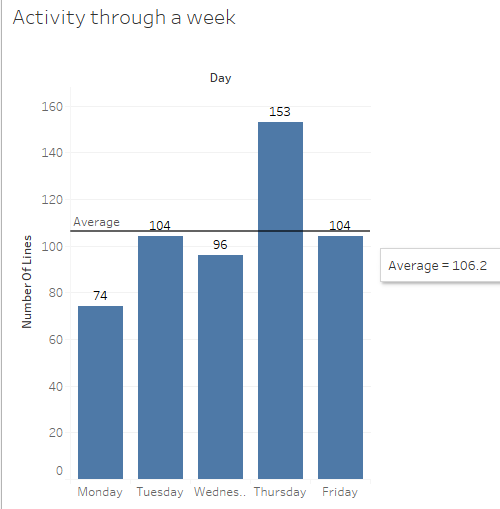 Activity through a week
Day
Number Of Lines
160
140
120
100
80
60
40
20
0
Average
74
104
96
153
104
Average = 106.2
Monday Tuesday Wednes.. Thursday Friday